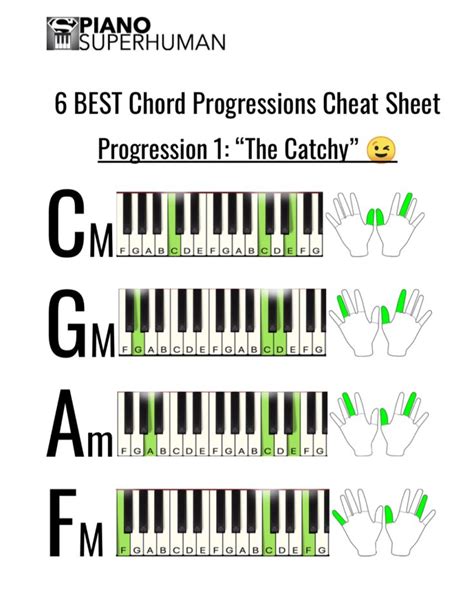 PIANO
SUPERHUMAN
6 BEST Chord Progressions Cheat Sheet
Progression 1: “The Catchy” 😉
CM
F G A B C D E F G A B C D E F G
GM
F G A B C D E F G A B C D E F G
Am
F G A B C D E F G A B C D E F G
FM
F G A B C D E F G A B C D E F G